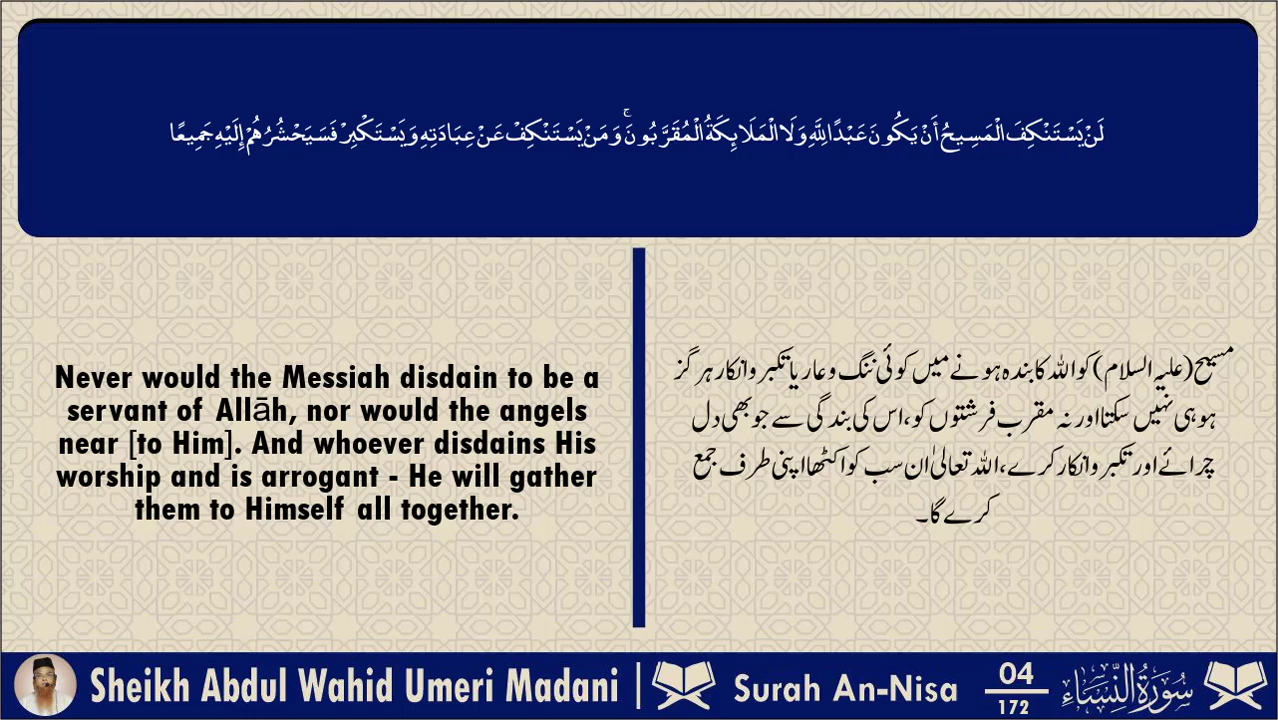 لَنْ يَسْتَنْكِفَ الْمَسِيحُ أَنْ يَكُونَ عَبْدًا لِلَّهِ وَلَا الْمَلَائِكَةُ الْمُقَرَّبُونَ ۚ وَمَنْ يَسْتَنْكِفْ عَنْ عِبَادَتِهِ وَيَسْتَكْبِرْ فَسَيَحْشُرُهُمْ إِلَيْهِ جَمِيعًا
Never would the Messiah disdain to be a
servant of Allāh, nor would the angels
near [to Him]. And whoever disdains His
worship and is arrogant - He will gather
them to Himself all together.
مسیح (علیہ السلام) کو اللہ کا بندہ ہونے میں کوئی ننگ و عار یا تکبر و انکار ہرگز
ہو ہی نہیں سکتا اور نہ مقرب فرشتوں کو، اس کی بندگی سے جو بھی دل
چرائے اور تکبر و انکار کرے، اللہ تعالیٰ ان سب کو اکٹھا اپنی طرف جمع
کرے گا۔
Sheikh Abdul Wahid Umeri Madani | Surah An-Nisa
04
172
سُورَةُ النِّسَاء